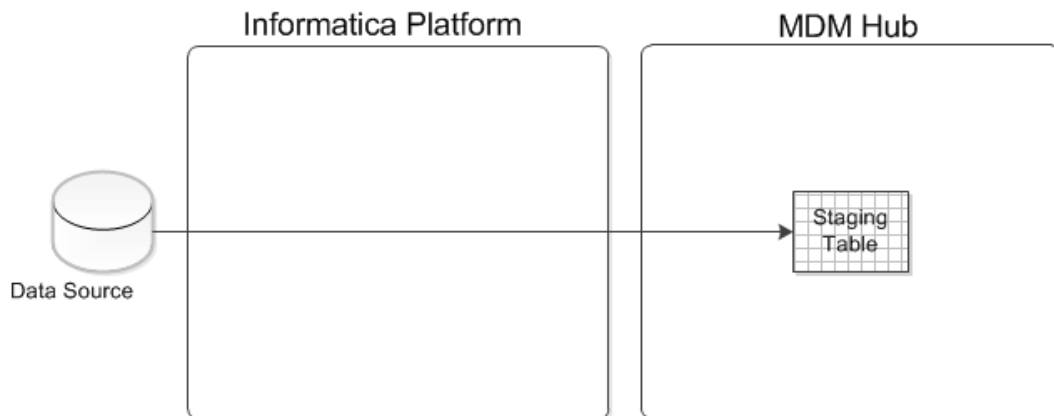 Informatica Platform
MDM Hub
Staging
Table
Data Source